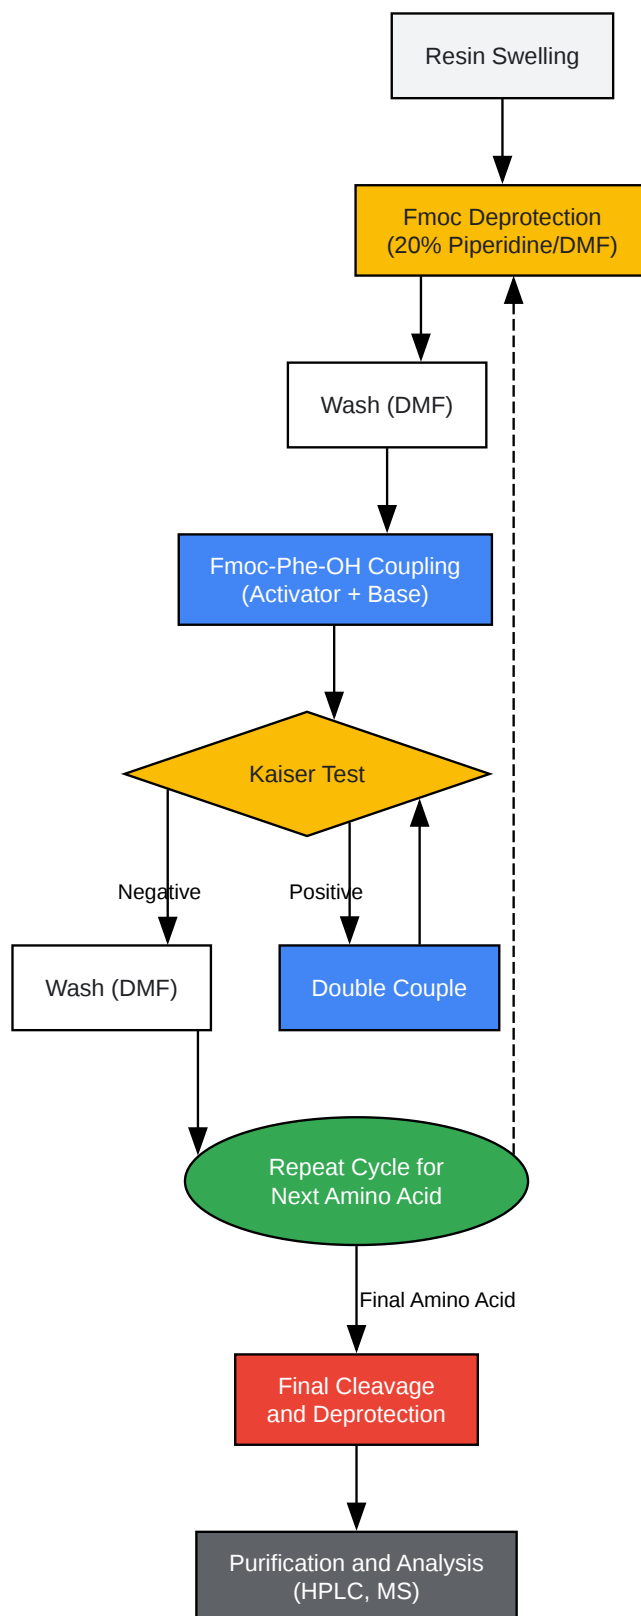 Resin Swelling
Fmoc Deprotection
(20% Piperidine/DMF)
Wash (DMF)
Fmoc-Phe-OH Coupling
(Activator + Base)
Kaiser Test
Negative
Positive
Wash (DMF)
Double Couple
Repeat Cycle for
Next Amino Acid
Final Amino Acid
Final Cleavage
and Deprotection
Purification and Analysis
(HPLC, MS)